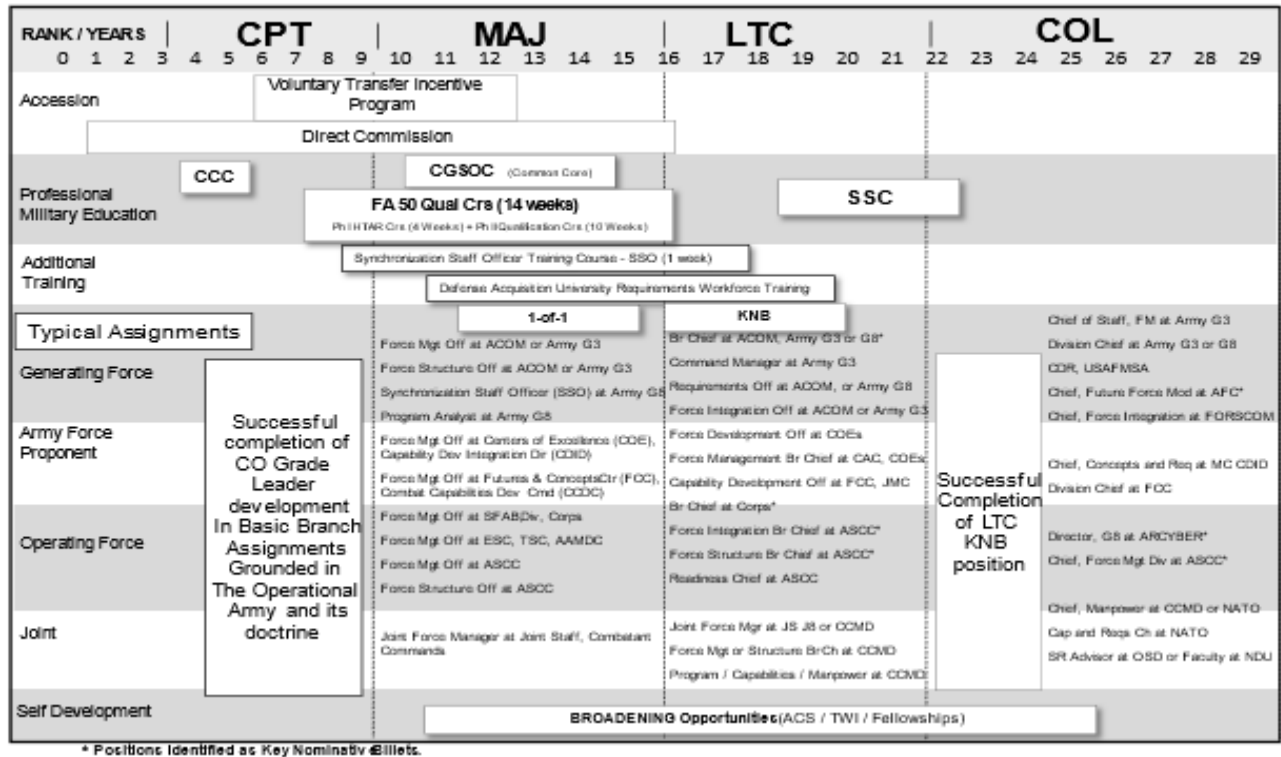 RANK / YEARS CPT MAJ LTC COL
0 1 2 3 4 5 6 7 8 9 10 11 12 13 14 15 16 17 18 19 20 21 22 23 24 25 26 27 28 29
Accession
Voluntary Transfer Incentive
Program
Direct Commission
Professional
Military Education
CCC
CGSOC (Common Core)
FA 50 Qual Crs (14 weeks)
Ph I HTAR Crs (4 Weeks) + Ph II Qualification Crs (10 Weeks)
SSC
Additional
Training
Synchronization Staff Officer Training Course - SSO (1 week)
Defense Acquisition University Requirements Workforce Training
1-of-1
KNB
Typical Assignments
Generating Force
Army Force
Proponent
Operating Force
Joint
Successful
completion of
CO Grade
Leader
development
In Basic Branch
Assignments
Grounded in
The Operational
Army and its
doctrine
Force Mgt Off at ACOM or Army G3
Force Structure Off at ACOM or Army G3
Synchronization Staff Officer (SSO) at Army G8
Program Analyst at Army G8
Force Mgt Off at Centers of Excellence (COE),
Capability Dev Integration Dir (CDID)
Force Mgt Off at Futures & ConceptsCtr (FCC),
Combat Capabilities Dev Cmd (CCDC)
Force Mgt Off at SFAB,Div, Corps
Force Mgt Off at ESC, TSC, AAMDC
Force Mgt Off at ASCC
Force Structure Off at ASCC
Joint Force Manager at Joint Staff, Combatant
Commands
Br Chief at ACOM, Army G3 or G8*
Command Manager at Army G3
Requirements Off at ACOM, or Army G8
Force Integration Off at ACOM or Army G3
Force Development Off at COEs
Force Management Br Chief at CAC, COEs
Capability Development Off at FCC, JMC
Br Chief at Corps*
Force Integration Br Chief at ASCC*
Force Structure Br Chief at ASCC*
Readiness Chief at ASCC
Joint Force Mgr at JS J8 or CCMD
Force Mgt or Structure BrCh at CCMD
Program / Capabilities / Manpower at CCMD
Successful
Completion
of LTC
KNB
position
Chief of Staff, FM at Army G3
Division Chief at Army G3 or G8
CDR, USAFMSA
Chief, Future Force Mod at AFC*
Chief, Force Integration at FORSCOM
Chief, Concepts and Req at MC CDID
Division Chief at FCC
Director, G8 at ARCYBER*
Chief, Force Mgt Div at ASCC*
Chief, Manpower at CCMD or NATO
Cap and Reqs Ch at NATO
SR Advisor at OSD or Faculty at NDU
Self Development
BROADENING Opportunities(ACS / TWI / Fellowships)
* Positions Identified as Key Nominative Billets.